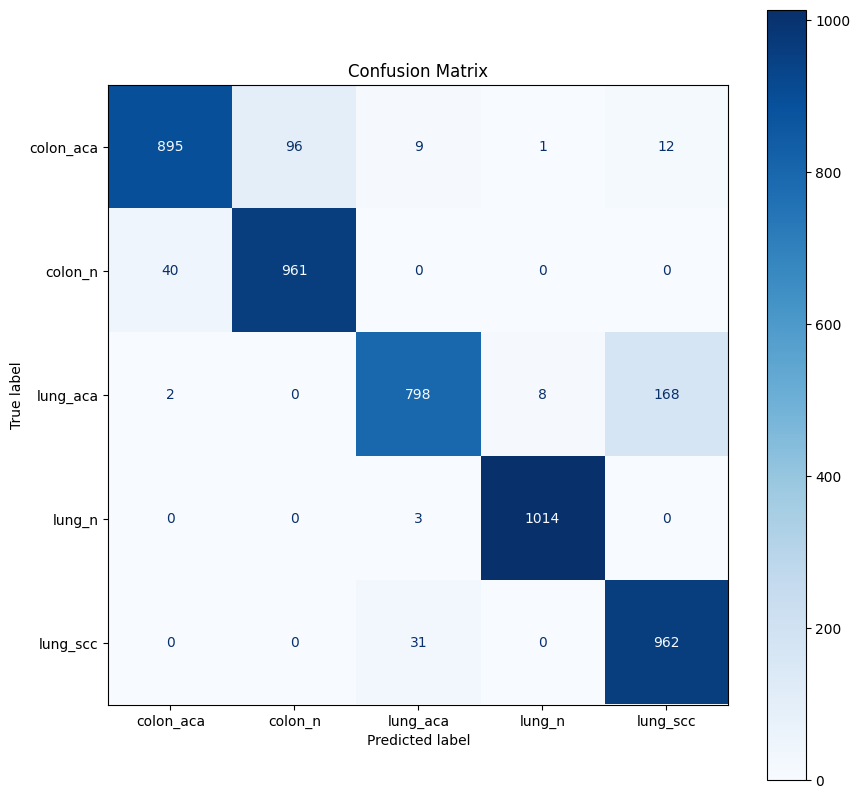 Confusion Matrix
True label
colon_aca 895 96 9 1 12
colon_n 40 961 0 0 0
lung_aca 2 0 798 8 168
lung_n 0 0 3 1014 0
lung_scc 0 0 31 0 962
colon_aca colon_n lung_aca lung_n lung_scc
Predicted label
1000
800
600
400
200
0